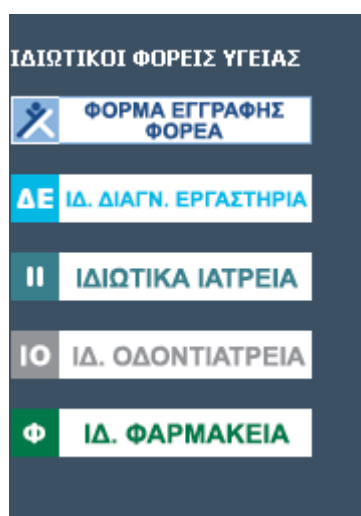 ΙΔΙΩΤΙΚΟΙ ΦΟΡΕΙΣ ΥΓΕΙΑΣ
ΦΟΡΜΑ ΕΓΓΡΑΦΗΣ
ΦΟΡΕΑ
ΔΕ ΙΔ. ΔΙΑΓΝ. ΕΡΓΑΣΤΗΡΙΑ
ΙΙ ΙΔΙΩΤΙΚΑ ΙΑΤΡΕΙΑ
ΙΟ ΙΔ. ΟΔΟΝΤΙΑΤΡΕΙΑ
Φ ΙΔ. ΦΑΡΜΑΚΕΙΑ